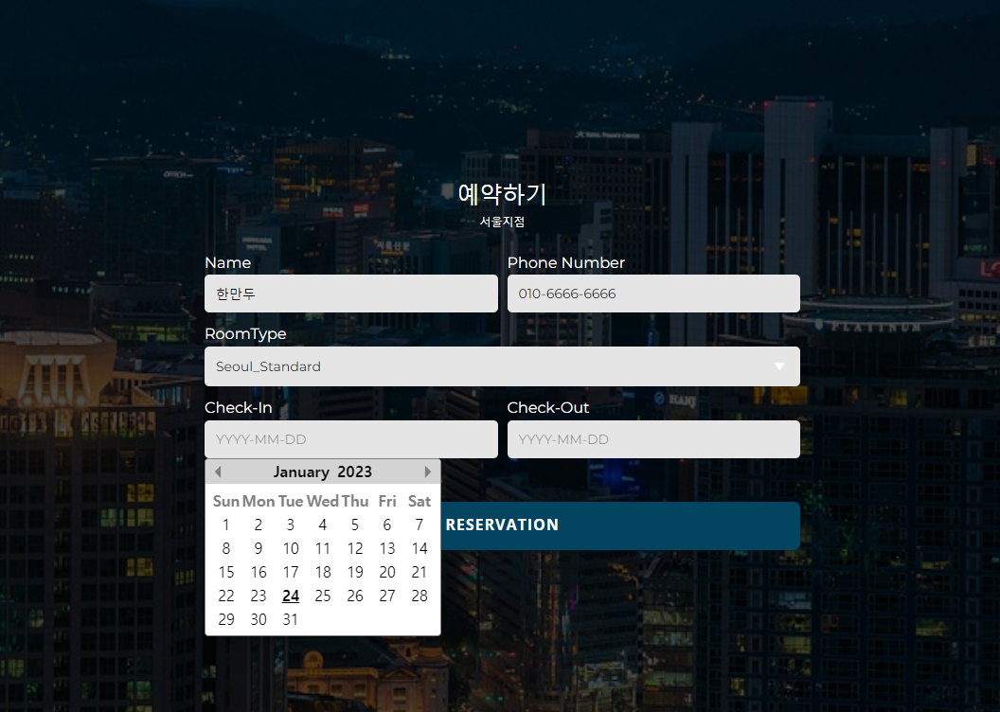 예약하기
서울지점
Name Phone Number
한만두 010-6666-6666
RoomType
Seoul_Standard
Check-In Check-Out
YYYY-MM-DD YYYY-MM-DD
January 2023
Sun Mon Tue Wed Thu Fri Sat
1 2 3 4 5 6 7
8 9 10 11 12 13 14
15 16 17 18 19 20 21
22 23 24 25 26 27 28
29 30 31
RESERVATION
PLATINUM
HANJ